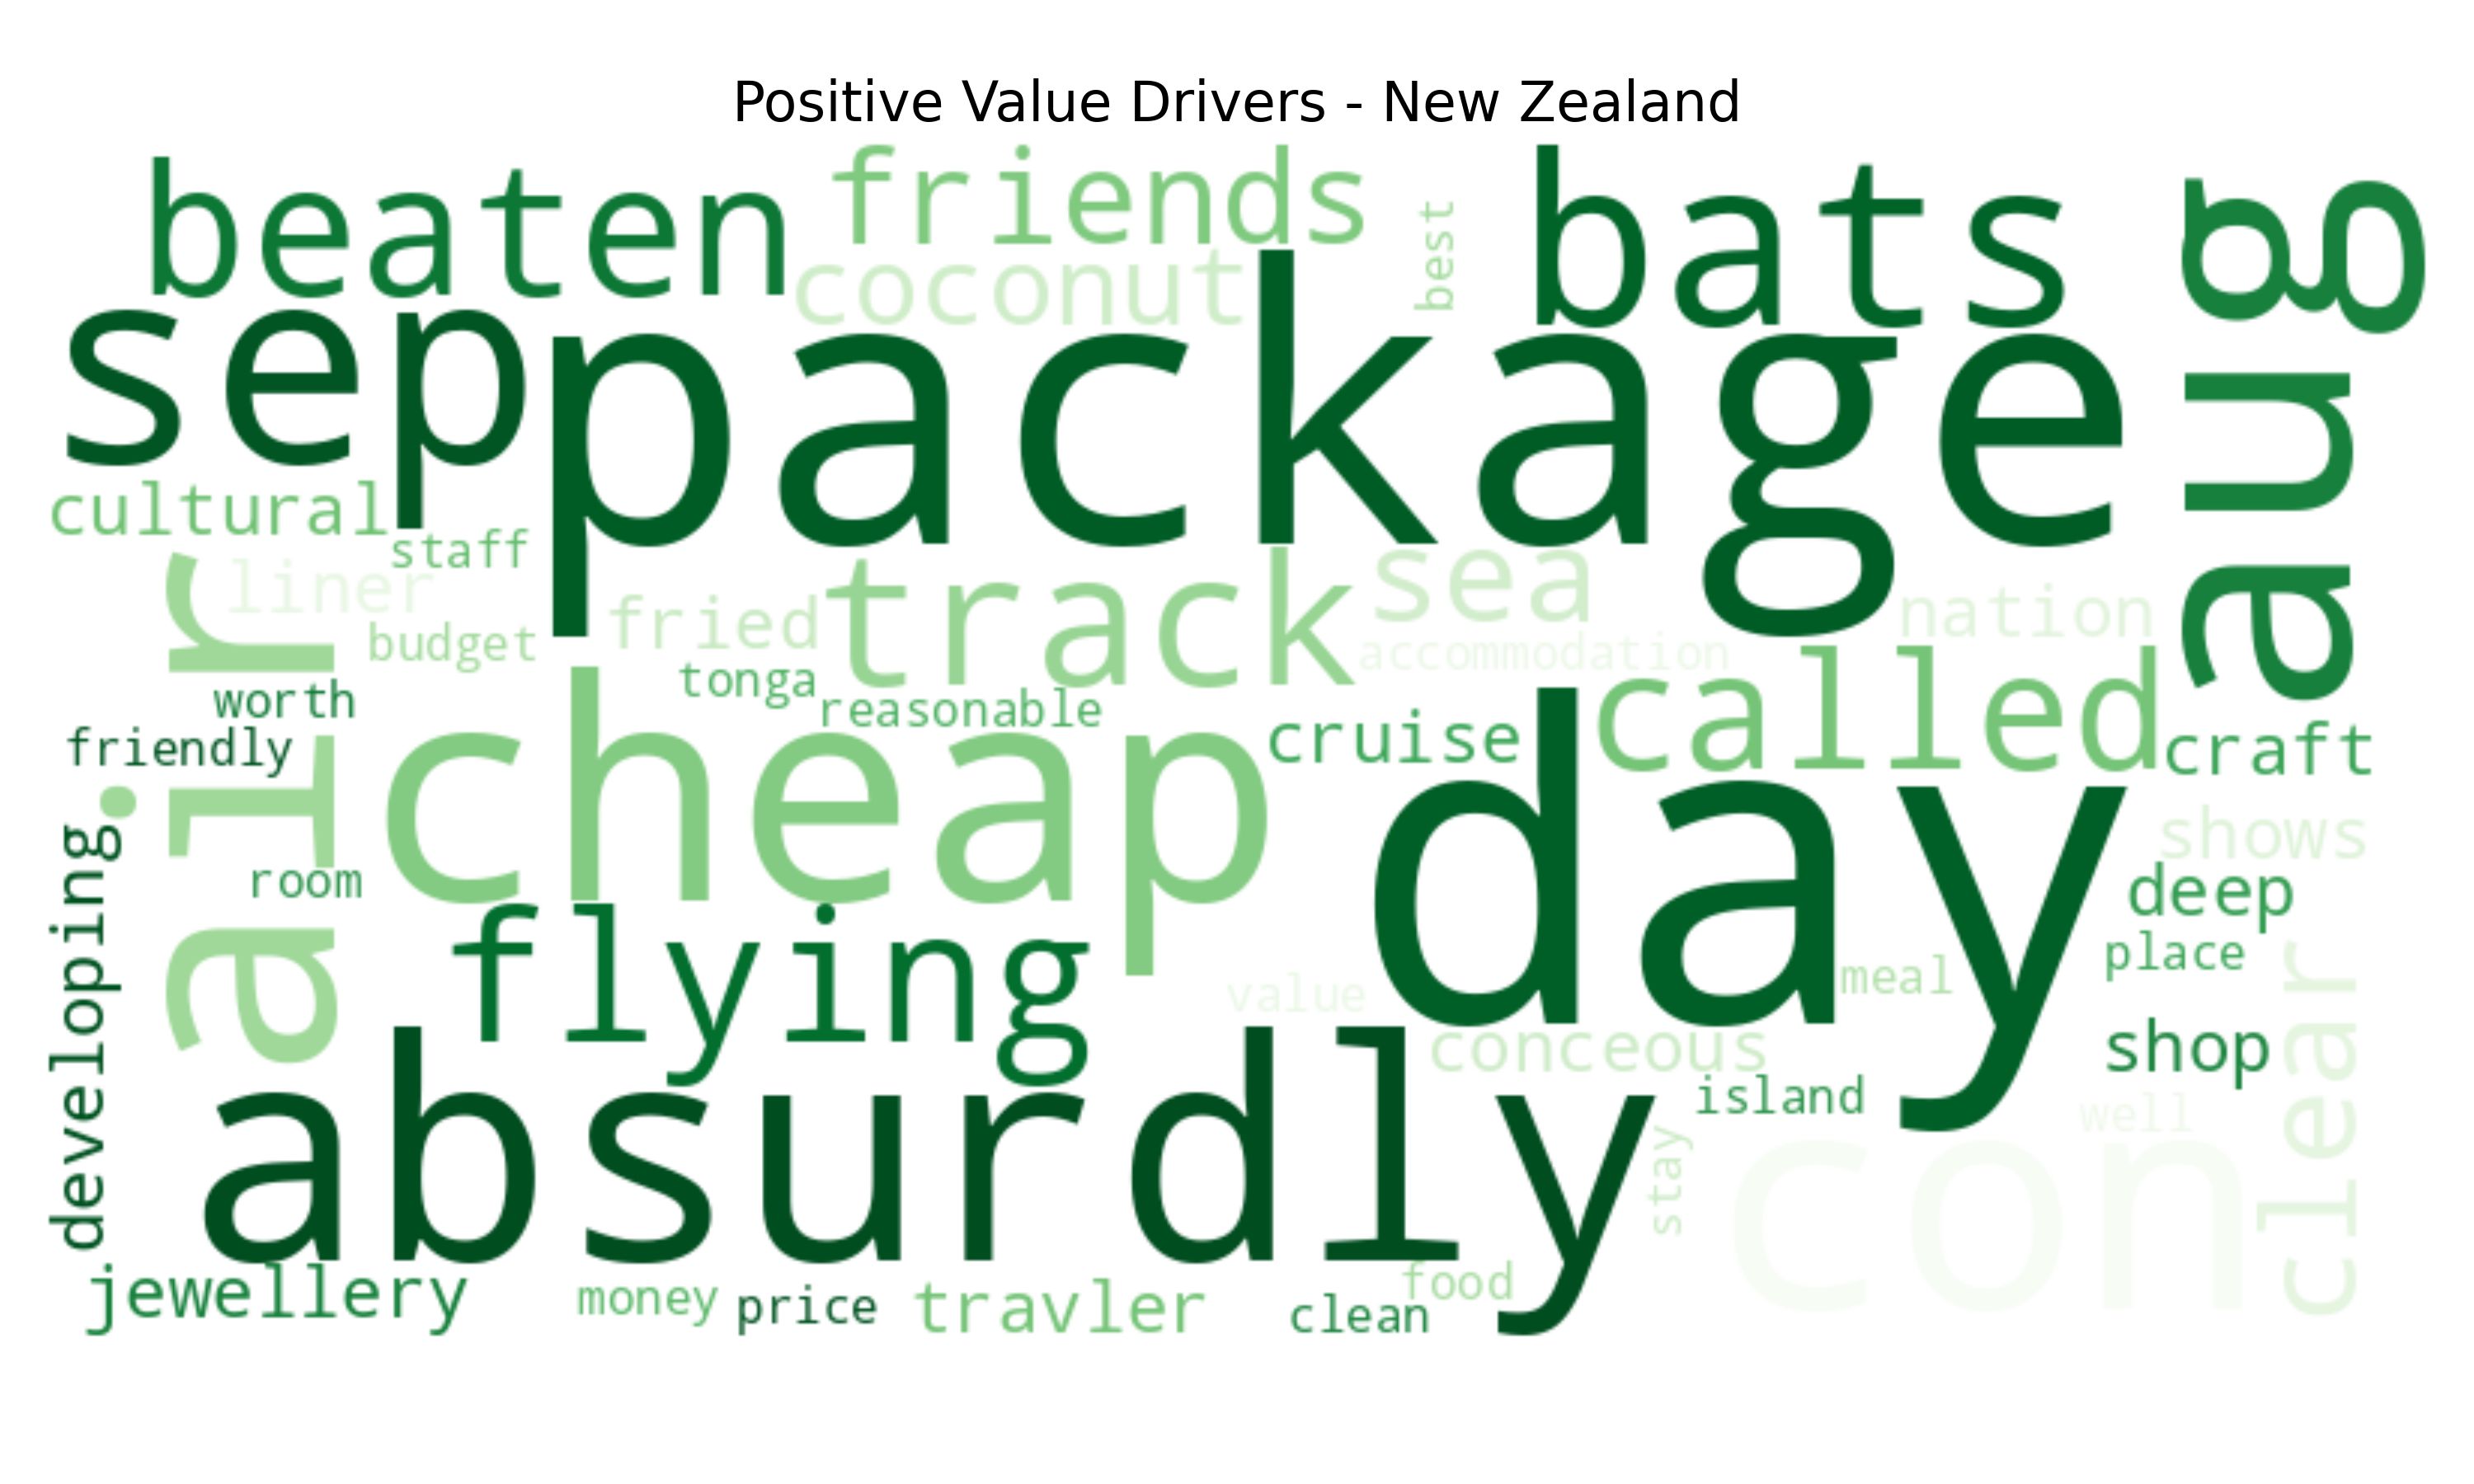 Positive Value Drivers - New Zealand
beaten
friends
best
bats
aug
coconut
sep
package
cultural
staff
liner
fried
track
sea
nation
budget
accommodation
tonga
worth
reasonable
called
friendly
cruise
craft
air
cheap
day
shows
developing
room
deep
flying
place
meal
value
clear
conceous
shop
absurdly
island
well
stay
con
jewellery
money
price
travler
clean
food